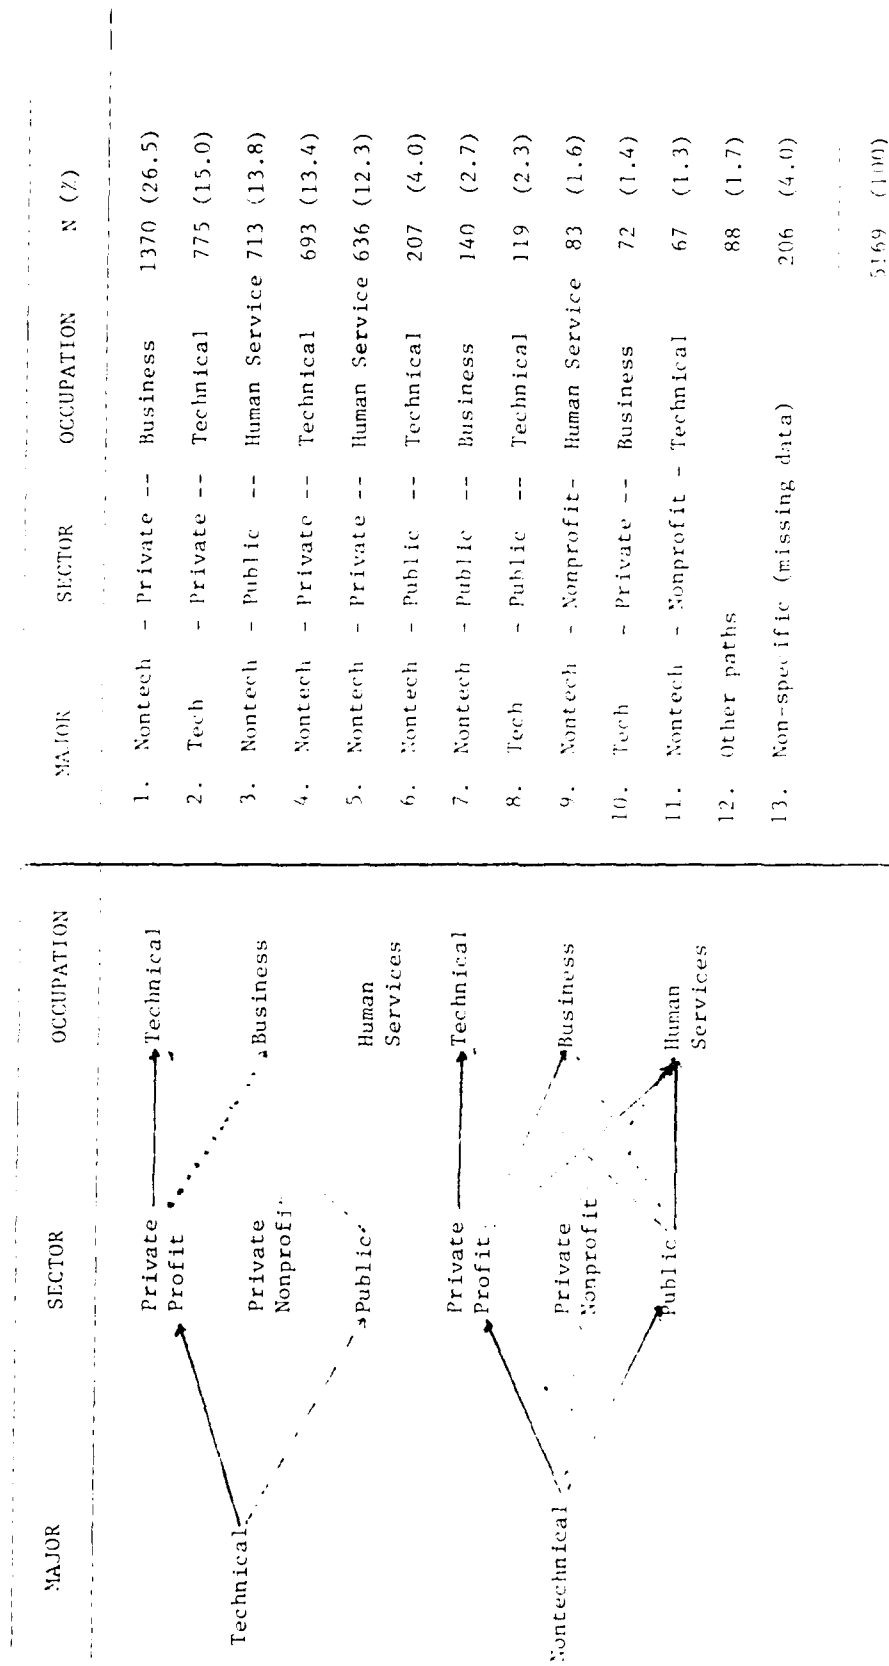 MAJOR SECTOR OCCUPATION
Technical
Private Profit
Private Nonprofit
Public
Technical
Business
Human Services
Nontechnical
Private Profit
Private Nonprofit
Public
Technical
Business
Human Services
MAJOR SECTOR OCCUPATION N (%)
1. Nontech - Private -- Business 1370 (26.5)
2. Tech - Private -- Technical 775 (15.0)
3. Nontech - Public -- Human Service 713 (13.8)
4. Nontech - Private -- Technical 693 (13.4)
5. Nontech - Private -- Human Service 636 (12.3)
6. Nontech - Public -- Technical 207 (4.0)
7. Nontech - Public -- Business 140 (2.7)
8. Tech - Public -- Technical 119 (2.3)
9. Nontech - Nonprofit- Human Service 83 (1.6)
10. Tech - Private -- Business 72 (1.4)
11. Nontech - Nonprofit - Technical 67 (1.3)
12. Other paths 88 (1.7)
13. Non-specific (missing data) 206 (4.0)
5169 (100)